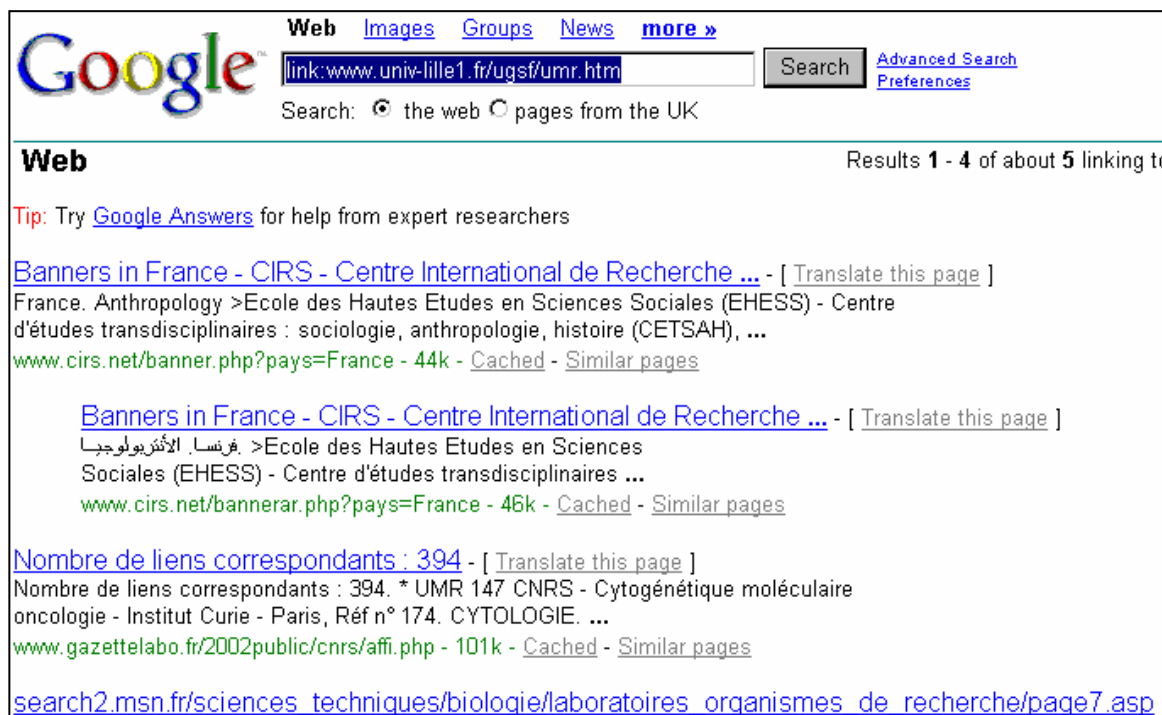 Google™
Web Images Groups News more »
link:www.univ-lille1.fr/ugsf/umr.htm Search Advanced Search
Preferences
Search: the web pages from the UK
Web Results 1 - 4 of about 5 linking to
Tip: Try Google Answers for help from expert researchers
Banners in France - CIRS - Centre International de Recherche ... - [ Translate this page ]
France. Anthropology >Ecole des Hautes Etudes en Sciences Sociales (EHESS) - Centre
d'études transdisciplinaires : sociologie, anthropologie, histoire (CETSAH), ...
www.cirs.net/banner.php?pays=France - 44k - Cached - Similar pages
Banners in France - CIRS - Centre International de Recherche ... - [ Translate this page ]
فرنسا. الأنثربولوجيا. >Ecole des Hautes Etudes en Sciences
Sociales (EHESS) - Centre d'études transdisciplinaires ...
www.cirs.net/bannerar.php?pays=France - 46k - Cached - Similar pages
Nombre de liens correspondants : 394 - [ Translate this page ]
Nombre de liens correspondants : 394. * UMR 147 CNRS - Cytogénétique moléculaire
oncologie - Institut Curie - Paris, Réf n° 174. CYTOLOGIE. ...
www.gazettelabo.fr/2002public/cnrs/affi.php - 101k - Cached - Similar pages
search2.msn.fr/sciences_techniques/biologie/laboratoires_organismes_de_recherche/page7.asp